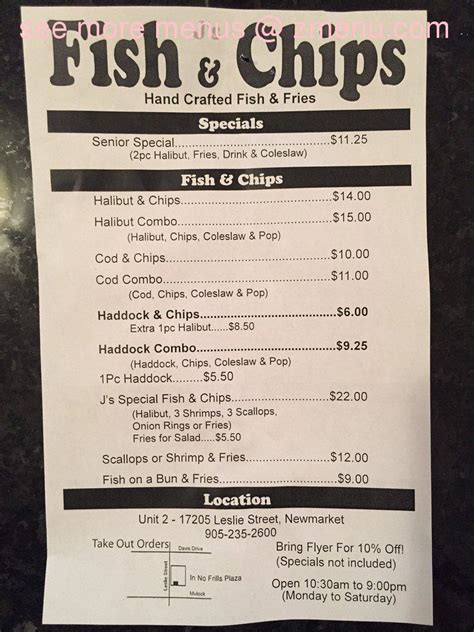 see more menus @ zmenu.com
J's
Fish & Chips
Hand Crafted Fish & Fries
Specials
Senior Special..................................$11.25
(2pc Halibut, Fries, Drink & Coleslaw)
Fish & Chips
Halibut & Chips..................................$14.00
Halibut Combo..................................$15.00
(Halibut, Chips, Coleslaw & Pop)
Cod & Chips..................................$10.00
Cod Combo..................................$11.00
(Cod, Chips, Coleslaw & Pop)
Haddock & Chips..................................$6.00
Extra 1pc Halibut......$8.50
Haddock Combo..................................$9.25
(Haddock, Chips, Coleslaw & Pop)
1Pc Haddock........$5.50
J's Special Fish & Chips..........................$22.00
(Halibut, 3 Shrimps, 3 Scallops,
Onion Rings or Fries)
Fries for Salad.....$5.50
Scallops or Shrimp & Fries......................$12.00
Fish on a Bun & Fries..............................$9.00
Location
Unit 2 - 17205 Leslie Street, Newmarket
905-235-2600
Take Out Orders
Davis Drive
Leslie Street
In No Frills Plaza
Mulock
Bring Flyer For 10% Off!
(Specials not included)
Open 10:30am to 9:00pm
(Monday to Saturday)